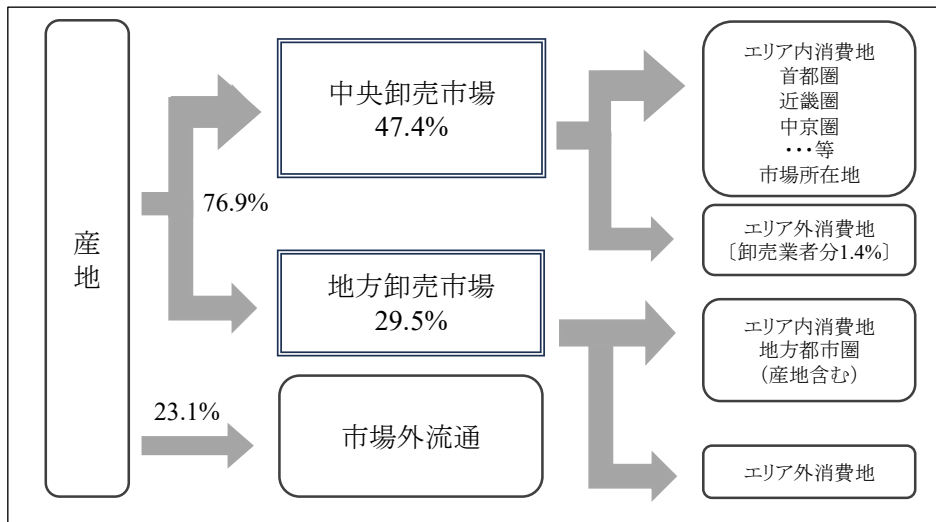 産
地
76.9%
23.1%
中央卸売市場
47.4%
地方卸売市場
29.5%
市場外流通
エリア内消費地
首都圏
近畿圏
中京圏
・・・等
市場所在地
エリア外消費地
〔卸売業者分1.4%〕
エリア内消費地
地方都市圏
（産地含む）
エリア外消費地